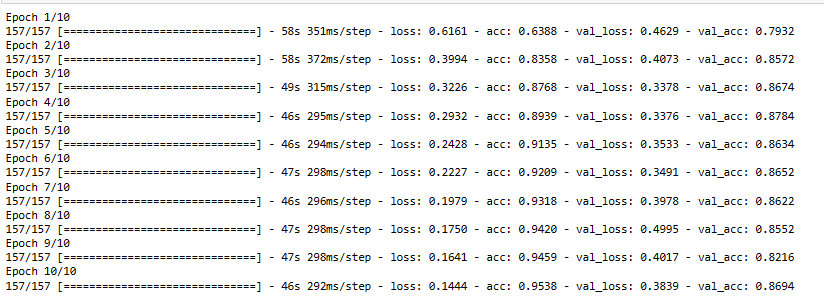 Epoch 1/10
157/157 [==============================] - 58s 351ms/step - loss: 0.6161 - acc: 0.6388 - val_loss: 0.4629 - val_acc: 0.7932
Epoch 2/10
157/157 [==============================] - 58s 372ms/step - loss: 0.3994 - acc: 0.8358 - val_loss: 0.4073 - val_acc: 0.8572
Epoch 3/10
157/157 [==============================] - 49s 315ms/step - loss: 0.3226 - acc: 0.8768 - val_loss: 0.3378 - val_acc: 0.8674
Epoch 4/10
157/157 [==============================] - 46s 295ms/step - loss: 0.2932 - acc: 0.8939 - val_loss: 0.3376 - val_acc: 0.8784
Epoch 5/10
157/157 [==============================] - 46s 294ms/step - loss: 0.2428 - acc: 0.9135 - val_loss: 0.3533 - val_acc: 0.8634
Epoch 6/10
157/157 [==============================] - 47s 298ms/step - loss: 0.2227 - acc: 0.9209 - val_loss: 0.3491 - val_acc: 0.8652
Epoch 7/10
157/157 [==============================] - 46s 296ms/step - loss: 0.1979 - acc: 0.9318 - val_loss: 0.3978 - val_acc: 0.8622
Epoch 8/10
157/157 [==============================] - 47s 298ms/step - loss: 0.1750 - acc: 0.9420 - val_loss: 0.4995 - val_acc: 0.8552
Epoch 9/10
157/157 [==============================] - 47s 298ms/step - loss: 0.1641 - acc: 0.9459 - val_loss: 0.4017 - val_acc: 0.8216
Epoch 10/10
157/157 [==============================] - 46s 292ms/step - loss: 0.1444 - acc: 0.9538 - val_loss: 0.3839 - val_acc: 0.8694